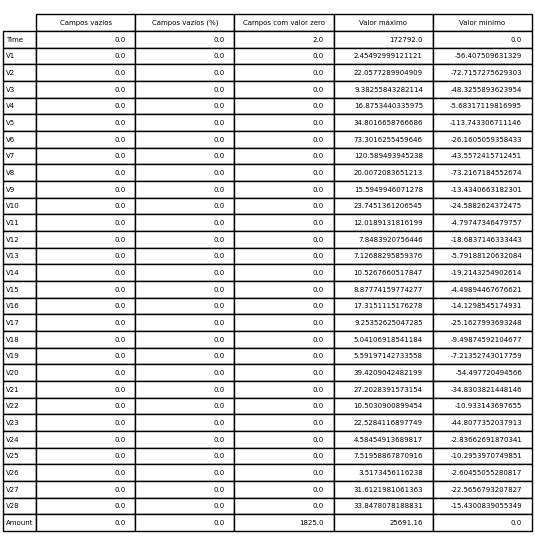 Campos vazios Campos vazios (%) Campos com valor zero Valor máximo Valor mínimo
Time 0.0 0.0 2.0 172792.0 0.0
V1 0.0 0.0 0.0 2.45492999121121 -56.407509631329
V2 0.0 0.0 0.0 22.0577289904909 -72.7157275629303
V3 0.0 0.0 0.0 9.38255843282114 -48.3255893623954
V4 0.0 0.0 0.0 16.8753440335975 -5.68317119816995
V5 0.0 0.0 0.0 34.8016658766686 -113.743306711146
V6 0.0 0.0 0.0 73.3016255459646 -26.1605059358433
V7 0.0 0.0 0.0 120.589493945238 -43.5572415712451
V8 0.0 0.0 0.0 20.0072083651213 -73.2167184552674
V9 0.0 0.0 0.0 15.5949946071278 -13.4340663182301
V10 0.0 0.0 0.0 23.7451361206545 -24.5882624372475
V11 0.0 0.0 0.0 12.0189131816199 -4.79747346479757
V12 0.0 0.0 0.0 7.8483920756446 -18.6837146333443
V13 0.0 0.0 0.0 7.12688295859376 -5.79188120632084
V14 0.0 0.0 0.0 10.5267660517847 -19.2143254902614
V15 0.0 0.0 0.0 8.87774159774277 -4.49894467676621
V16 0.0 0.0 0.0 17.3151115176278 -14.1298545174931
V17 0.0 0.0 0.0 9.25352625047285 -25.1627993693248
V18 0.0 0.0 0.0 5.04106918541184 -9.49874592104677
V19 0.0 0.0 0.0 5.59197142733558 -7.21352743017759
V20 0.0 0.0 0.0 39.4209042482199 -54.497720494566
V21 0.0 0.0 0.0 27.2028391573154 -34.8303821448146
V22 0.0 0.0 0.0 10.5030900899454 -10.933143697655
V23 0.0 0.0 0.0 22.5284116897749 -44.8077352037913
V24 0.0 0.0 0.0 4.58454913689817 -2.83662691870341
V25 0.0 0.0 0.0 7.51958867870916 -10.2953970749851
V26 0.0 0.0 0.0 3.5173456116238 -2.60455055280817
V27 0.0 0.0 0.0 31.6121981061363 -22.5656793207827
V28 0.0 0.0 0.0 33.8478078188831 -15.4300839055349
Amount 0.0 0.0 1825.0 25691.16 0.0